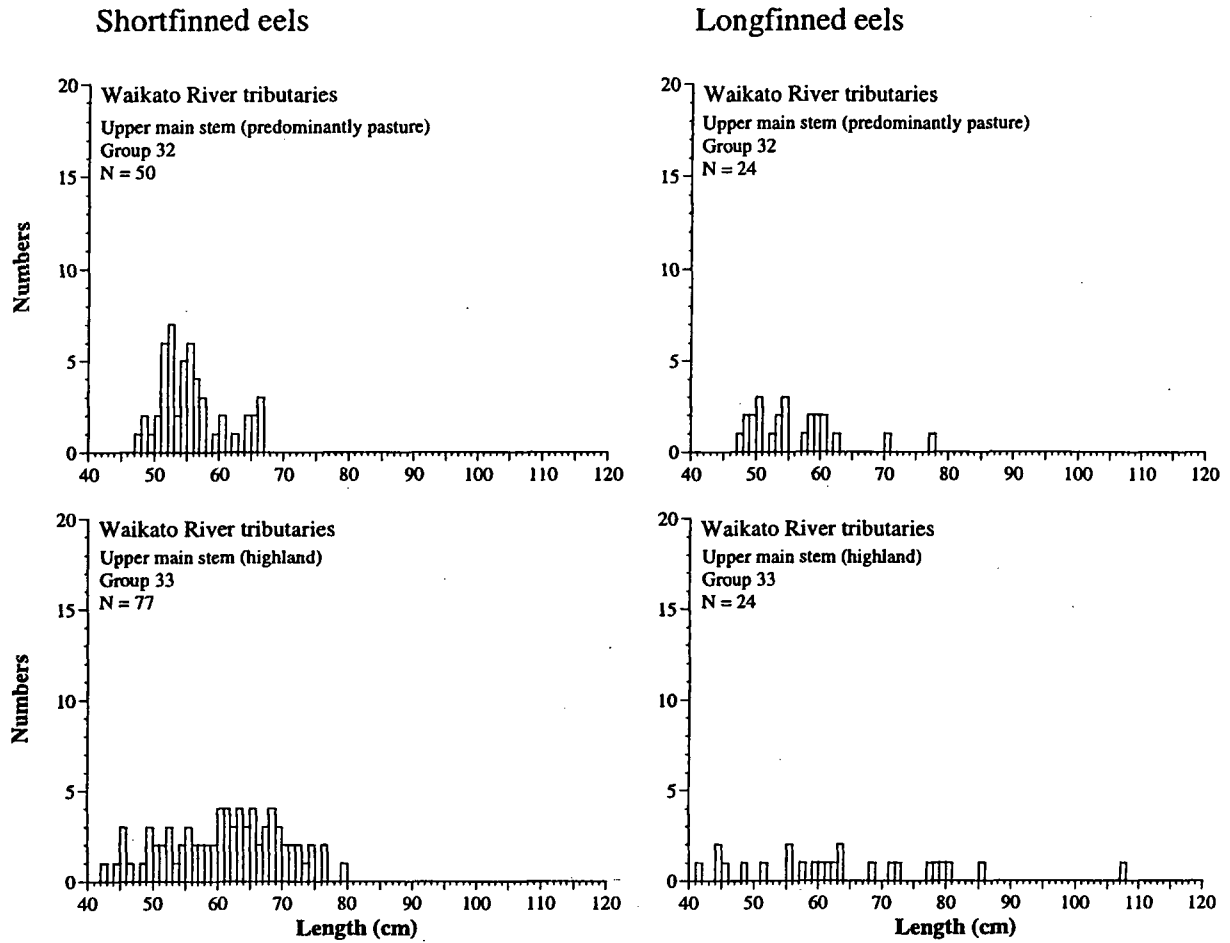 Shortfinned eels
Longfinned eels
Waikato River tributaries
Upper main stem (predominantly pasture)
Group 32
N = 50
20
15
10
5
0
Numbers
40 50 60 70 80 90 100 110 120
Waikato River tributaries
Upper main stem (predominantly pasture)
Group 32
N = 24
20
15
10
5
0
40 50 60 70 80 90 100 110 120
Waikato River tributaries
Upper main stem (highland)
Group 33
N = 77
20
15
10
5
0
Numbers
40 50 60 70 80 90 100 110 120
Length (cm)
Waikato River tributaries
Upper main stem (highland)
Group 33
N = 24
20
15
10
5
0
40 50 60 70 80 90 100 110 120
Length (cm)